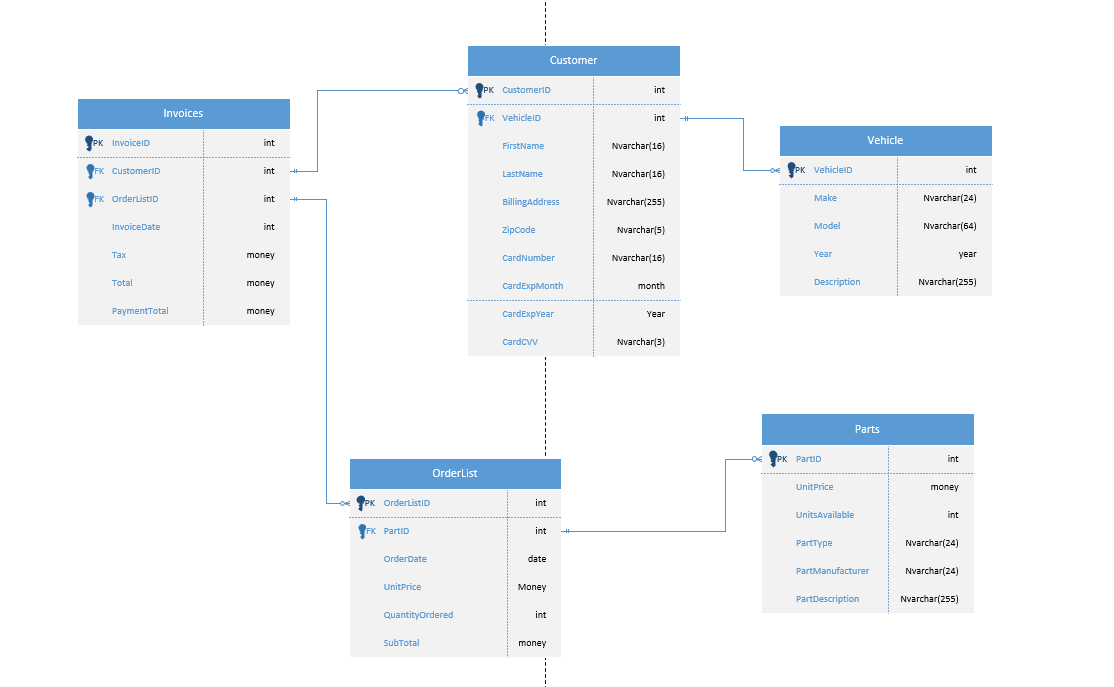 Customer
PK CustomerID int
FK VehicleID int
FirstName Nvarchar(16)
LastName Nvarchar(16)
BillingAddress Nvarchar(255)
ZipCode Nvarchar(5)
CardNumber Nvarchar(16)
CardExpMonth month
CardExpYear Year
CardCVV Nvarchar(3)
Invoices
PK InvoiceID int
FK CustomerID int
FK OrderListID int
InvoiceDate int
Tax money
Total money
PaymentTotal money
Vehicle
PK VehicleID int
Make Nvarchar(24)
Model Nvarchar(64)
Year year
Description Nvarchar(255)
OrderList
PK OrderListID int
FK PartID int
OrderDate date
UnitPrice Money
QuantityOrdered int
SubTotal money
Parts
PK PartID int
UnitPrice money
UnitsAvailable int
PartType Nvarchar(24)
PartManufacturer Nvarchar(24)
PartDescription Nvarchar(255)